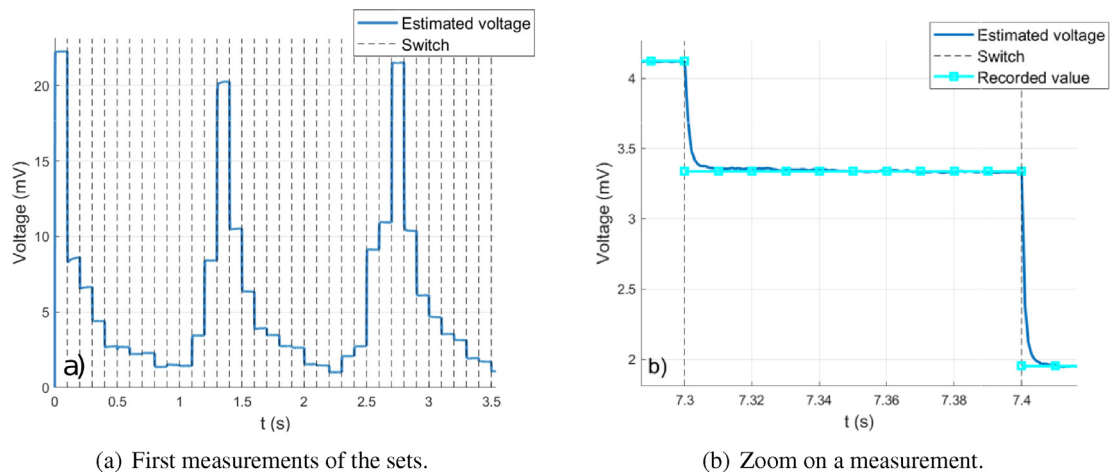 Estimated voltage
Switch
Voltage (mV)
20
15
10
5
0
a)
0 0.5 1 1.5 2 2.5 3 3.5
t (s)
(a) First measurements of the sets.
Estimated voltage
Switch
Recorded value
Voltage (mV)
4
3.5
3
2.5
2
b)
7.3 7.32 7.34 7.36 7.38 7.4
t (s)
(b) Zoom on a measurement.